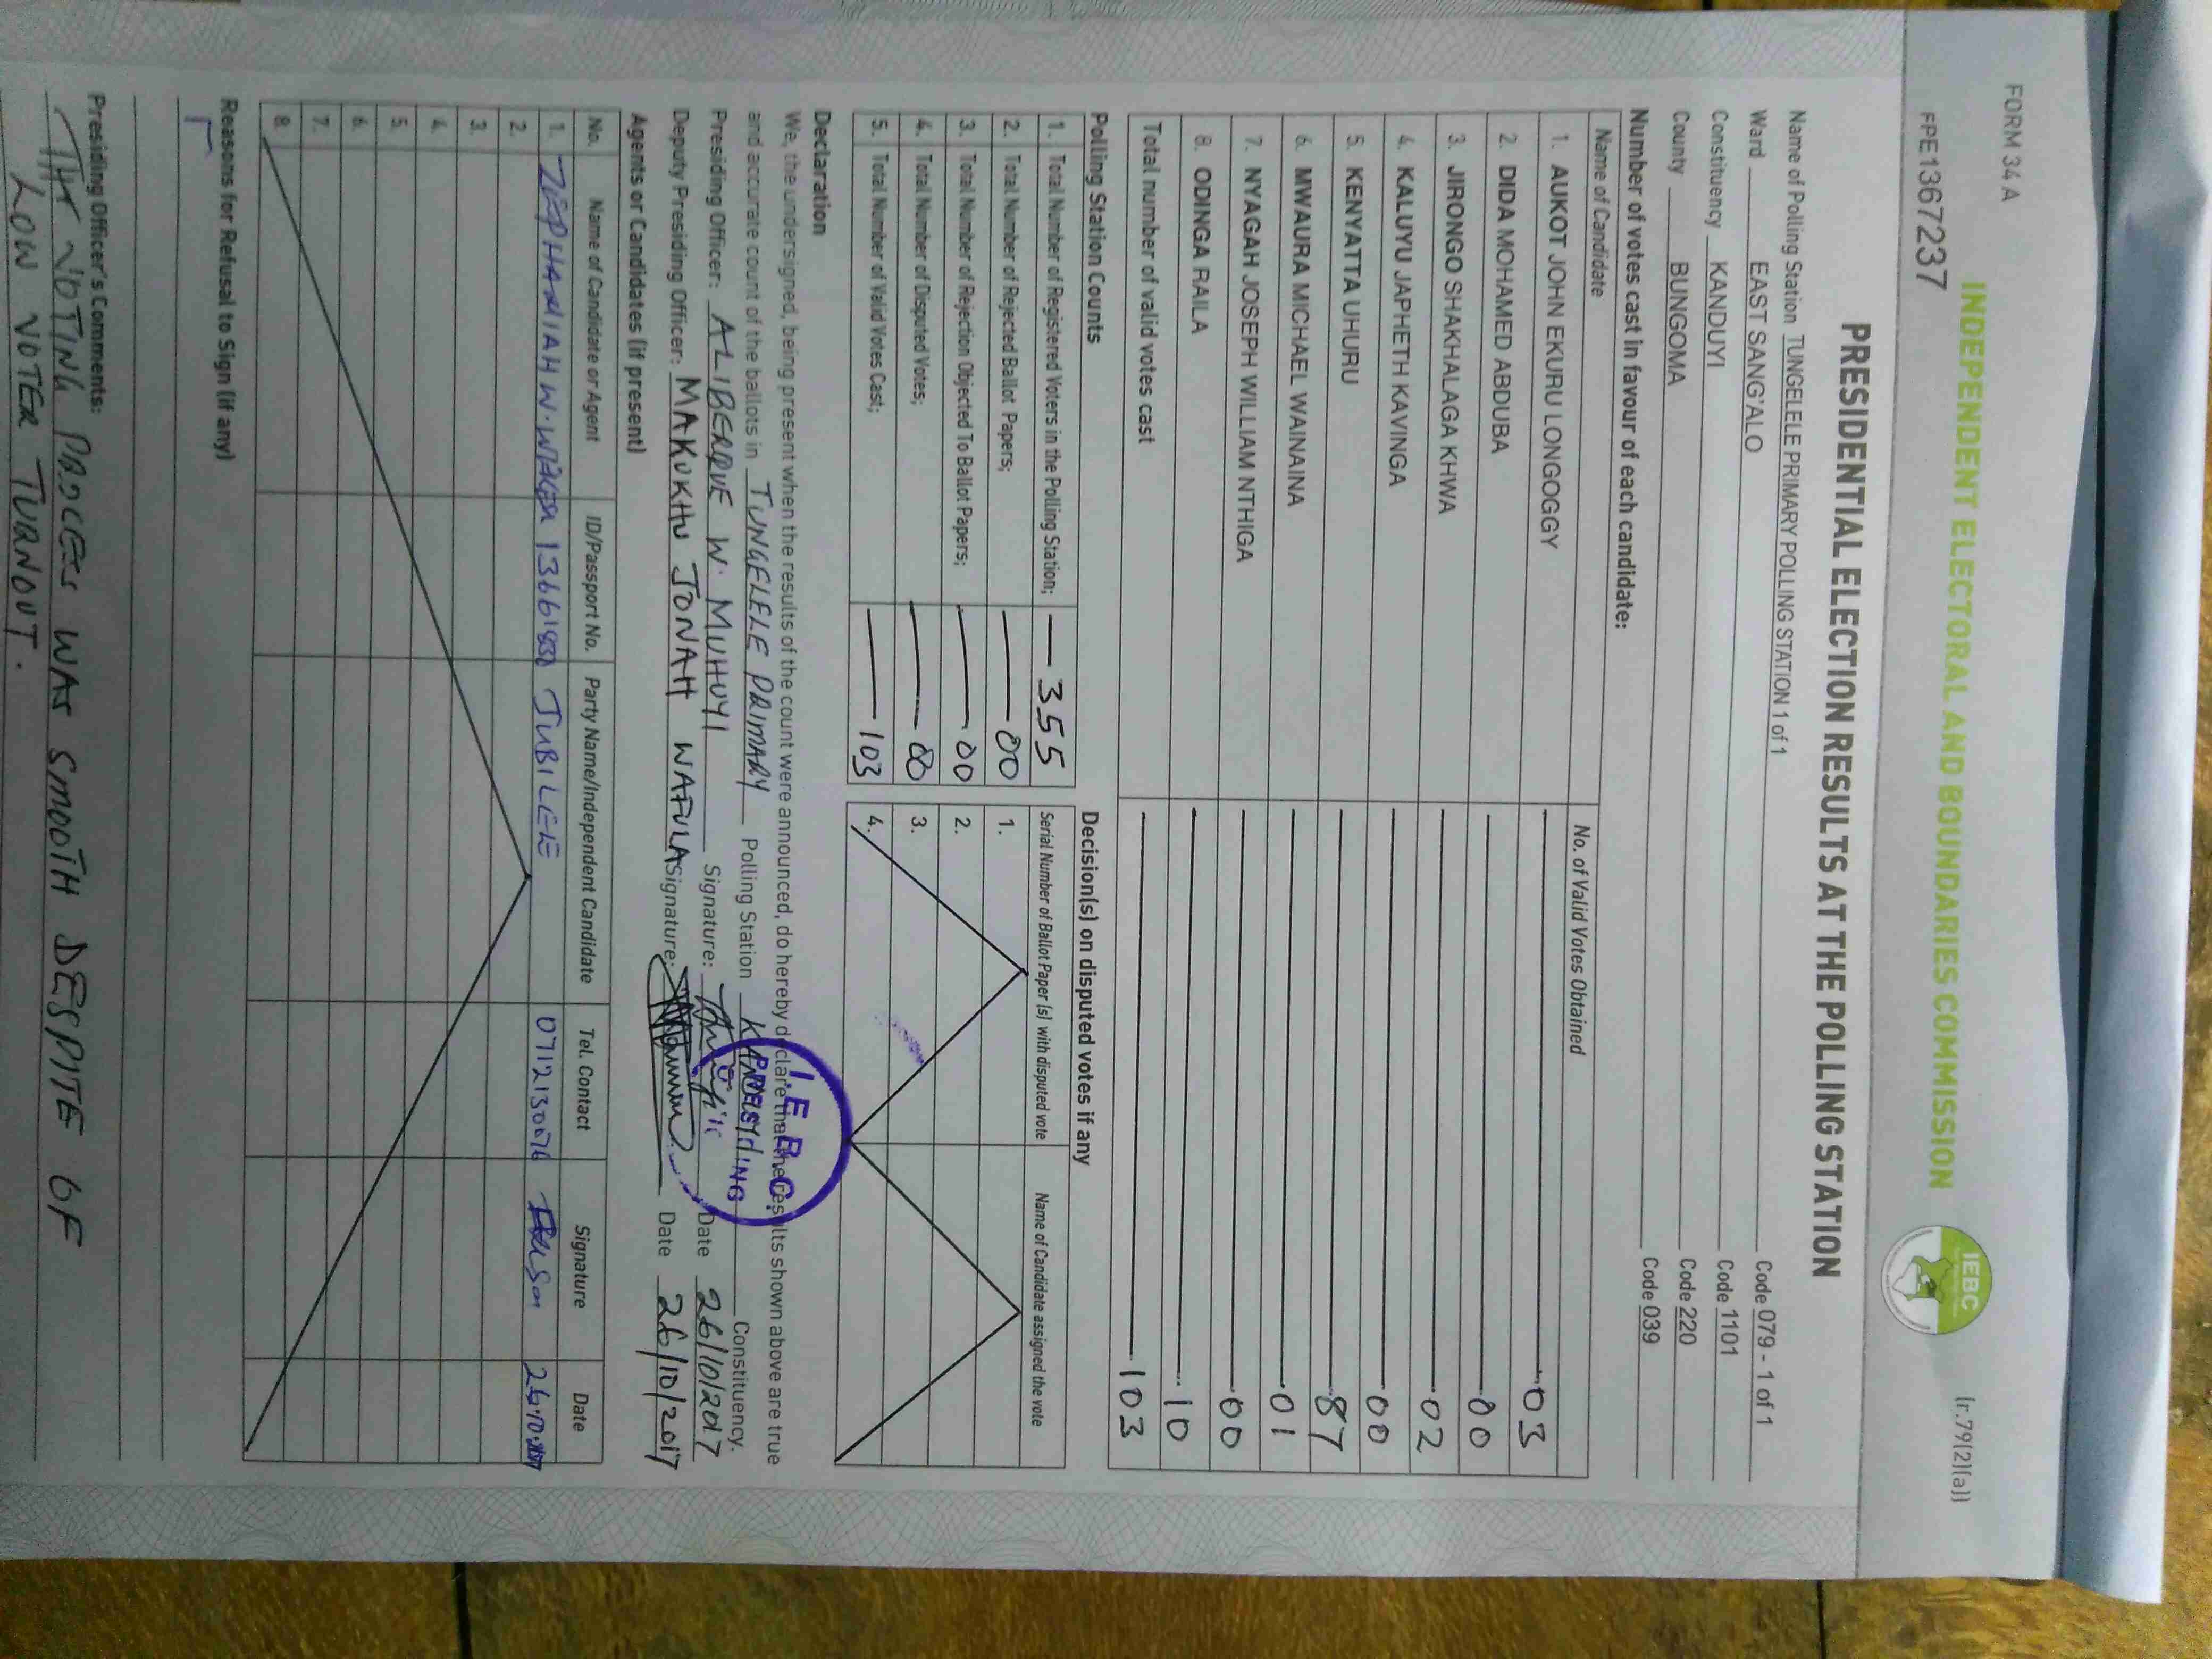 FORM 34 A
(r.79(2)(a))
INDEPENDENT ELECTORAL AND BOUNDARIES COMMISSION
IEBC
FPE1367237
PRESIDENTIAL ELECTION RESULTS AT THE POLLING STATION
Name of Polling Station TUNGELELE PRIMARY POLLING STATION 1 of 1 Code 079 - 1 of 1
Ward EAST SANG'ALO Code 1101
Constituency KANDUYI Code 220
County BUNGOMA Code 039
Number of votes cast in favour of each candidate:
Name of Candidate No. of Valid Votes Obtained
1. AUKOT JOHN EKURU LONGOGGY 03
2. DIDA MOHAMED ABDUBA 00
3. JIRONGO SHAKHALAGA KHWA 02
4. KALUYU JAPHETH KAVINGA 00
5. KENYATTA UHURU 87
6. MWAURA MICHAEL WAINAINA 01
7. NYAGAH JOSEPH WILLIAM NTHIGA 00
8. ODINGA RAILA 10
Total number of valid votes cast 103
Polling Station Counts
1. Total Number of Registered Voters in the Polling Station; 355
2. Total Number of Rejected Ballot Papers; 00
3. Total Number of Rejection Objected To Ballot Papers; 00
4. Total Number of Disputed Votes; 00
5. Total Number of Valid Votes Cast; 103
Decision(s) on disputed votes if any
Serial Number of Ballot Paper (s) with disputed vote Name of Candidate assigned the vote
1.
2.
3.
4.
Declaration
We, the undersigned, being present when the results of the count were announced, do hereby declare that the results shown above are true
and accurate count of the ballots in TUNGELELE PRIMARY Polling Station KANDUYI Constituency.
Presiding Officer: ALIBERQUE W. MUHUYI Signature: Date 26/10/2017
Deputy Presiding Officer: MAKUKHU JONAH WAFULA Signature: Date 26/10/2017
I.E.B.C.
PRESIDING
Agents or Candidates (if present)
No. Name of Candidate or Agent ID/Passport No. Party Name/Independent Candidate Tel. Contact Signature Date
1. ZEPHANIAH W. JUBILEE 0712130076
2.
3.
4.
5.
6.
7.
8.
Reasons for Refusal to Sign (if any)
Presiding Officer's Comments:
TH VOTING PROCESS WAS SMOOTH DESPITE OF
LOW VOTER TURNOUT.